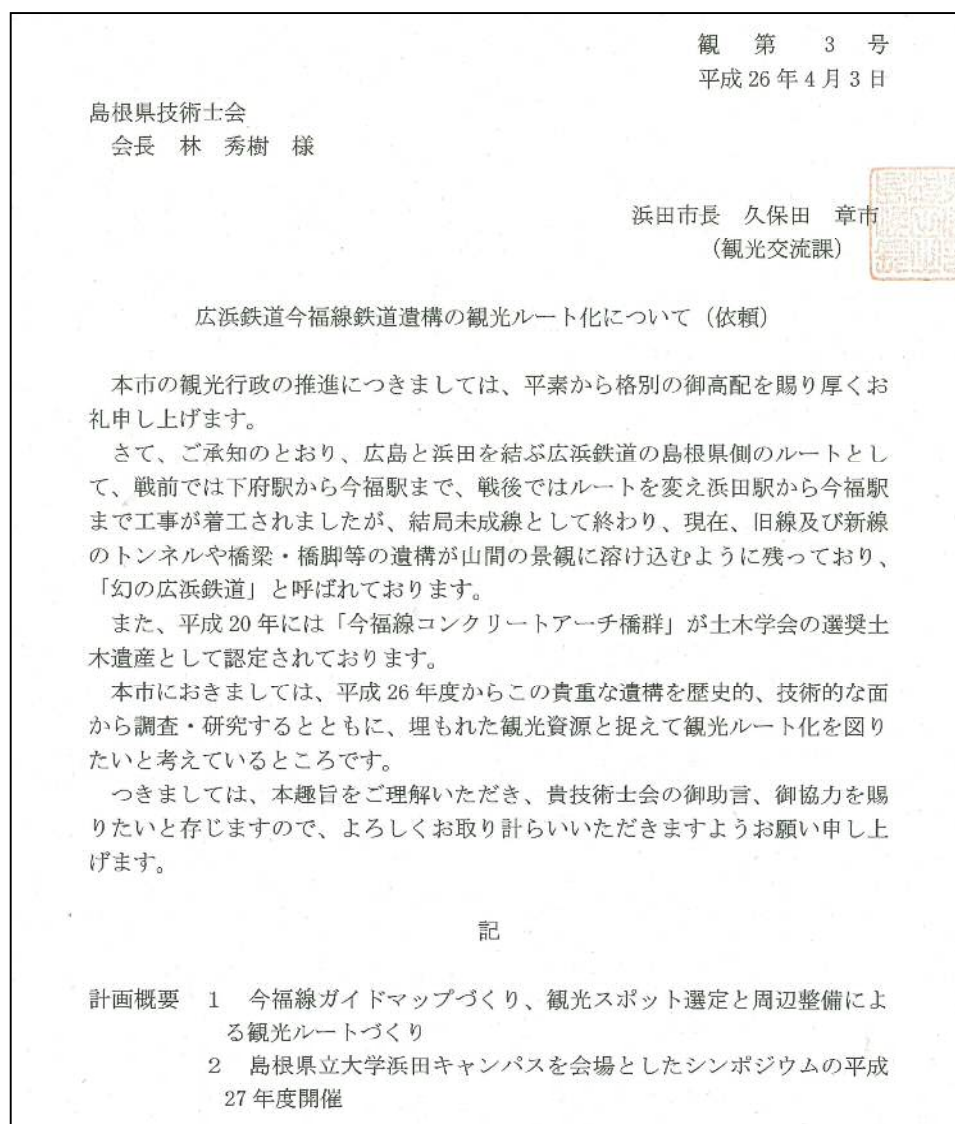 観 第 3 号
平成 26 年 4 月 3 日
島根県技術士会
会長 林 秀樹 様
浜田市長 久保田 章市
(観光交流課)
広浜鉄道今福線鉄道遺構の観光ルート化について（依頼）
本市の観光行政の推進につきましては、平素から格別の御高配を賜り厚くお
礼申し上げます。
さて、ご承知のとおり、広島と浜田を結ぶ広浜鉄道の島根県側のルートとし
て、戦前では下府駅から今福駅まで、戦後ではルートを変え浜田駅から今福駅
まで工事が着工されましたが、結局未成線として終わり、現在、旧線及び新線
のトンネルや橋梁・橋脚等の遺構が山間の景観に溶け込むように残っており、
「幻の広浜鉄道」と呼ばれております。
また、平成 20 年には「今福線コンクリートアーチ橋群」が土木学会の選奨土
木遺産として認定されております。
本市におきましては、平成 26 年度からこの貴重な遺構を歴史的、技術的な面
から調査・研究するとともに、埋もれた観光資源と捉えて観光ルート化を図り
たいと考えているところです。
つきましては、本趣旨をご理解いただき、貴技術士会の御助言、御協力を賜
りたいと存じますので、よろしくお取り計らいいただきますようお願い申し上
げます。
記
計画概要 1 今福線ガイドマップづくり、観光スポット選定と周辺整備によ
る観光ルートづくり
2 島根県立大学浜田キャンパスを会場としたシンポジウムの平成
27 年度開催